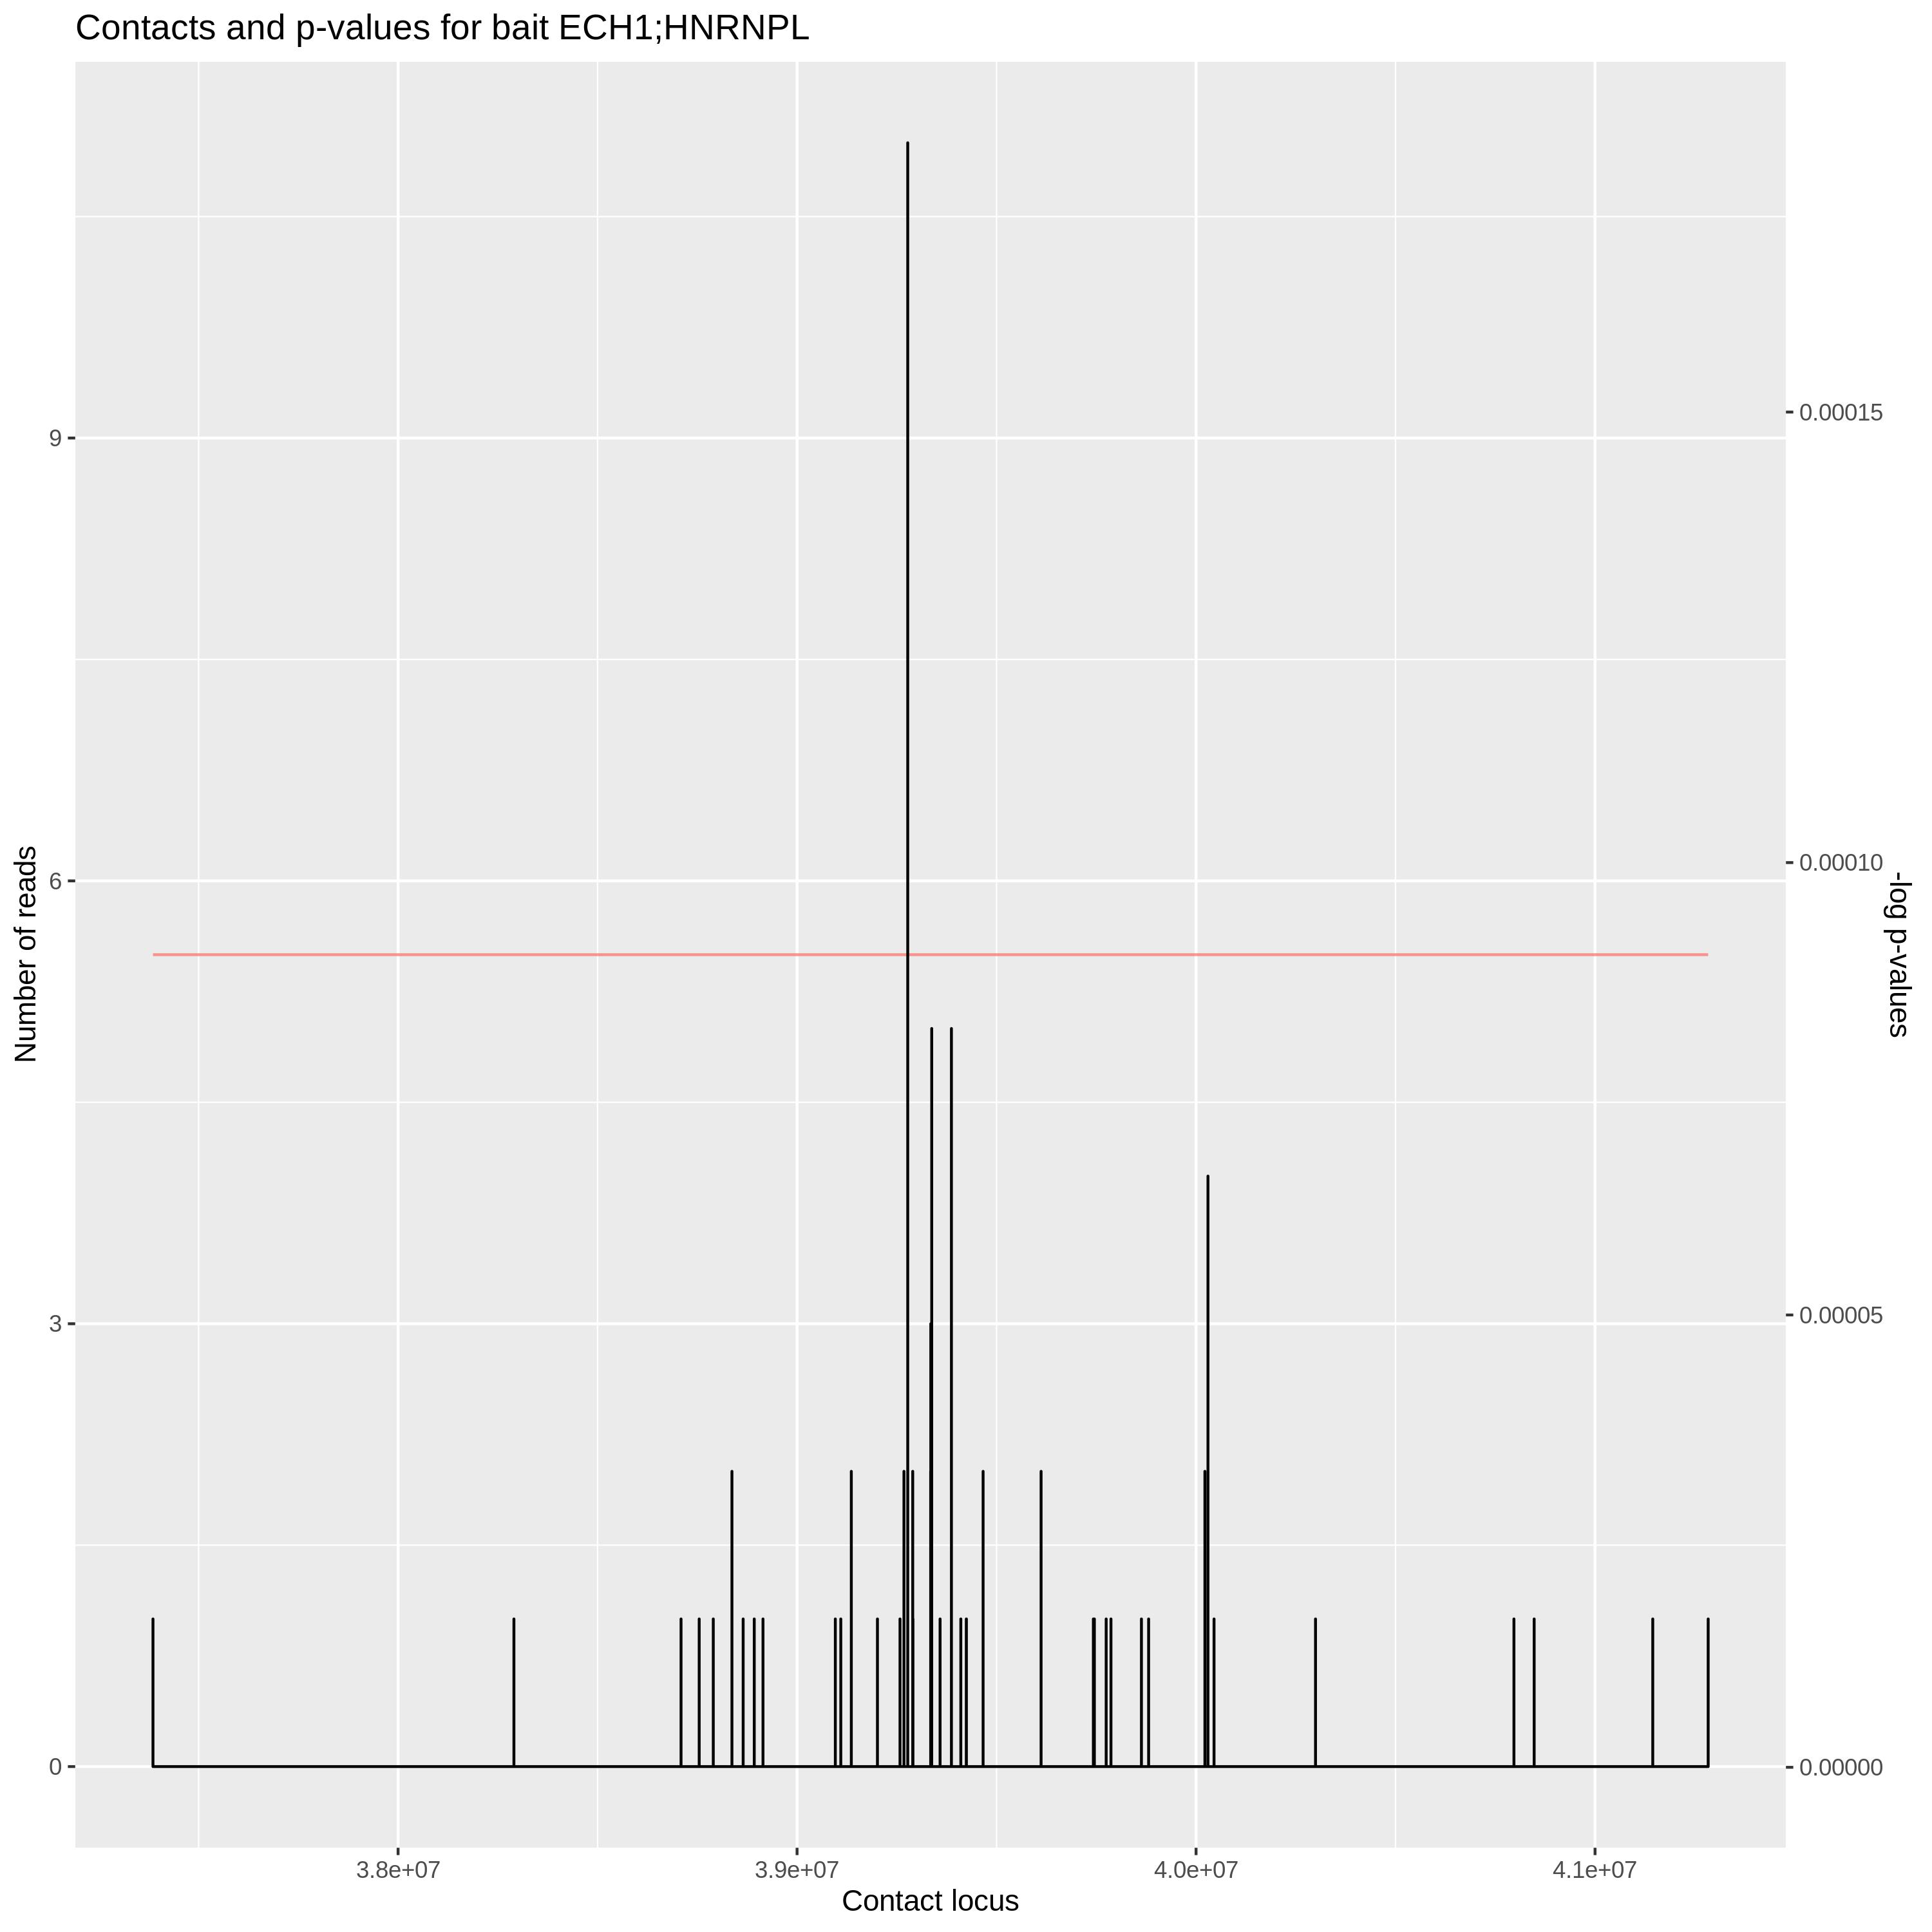 Contacts and p-values for bait ECH1;HNRNPL
9
6
3
0
Number of reads
0.00015
0.00010
0.00005
0.00000
-log p-values
3.8e+07
3.9e+07
4.0e+07
4.1e+07
Contact locus